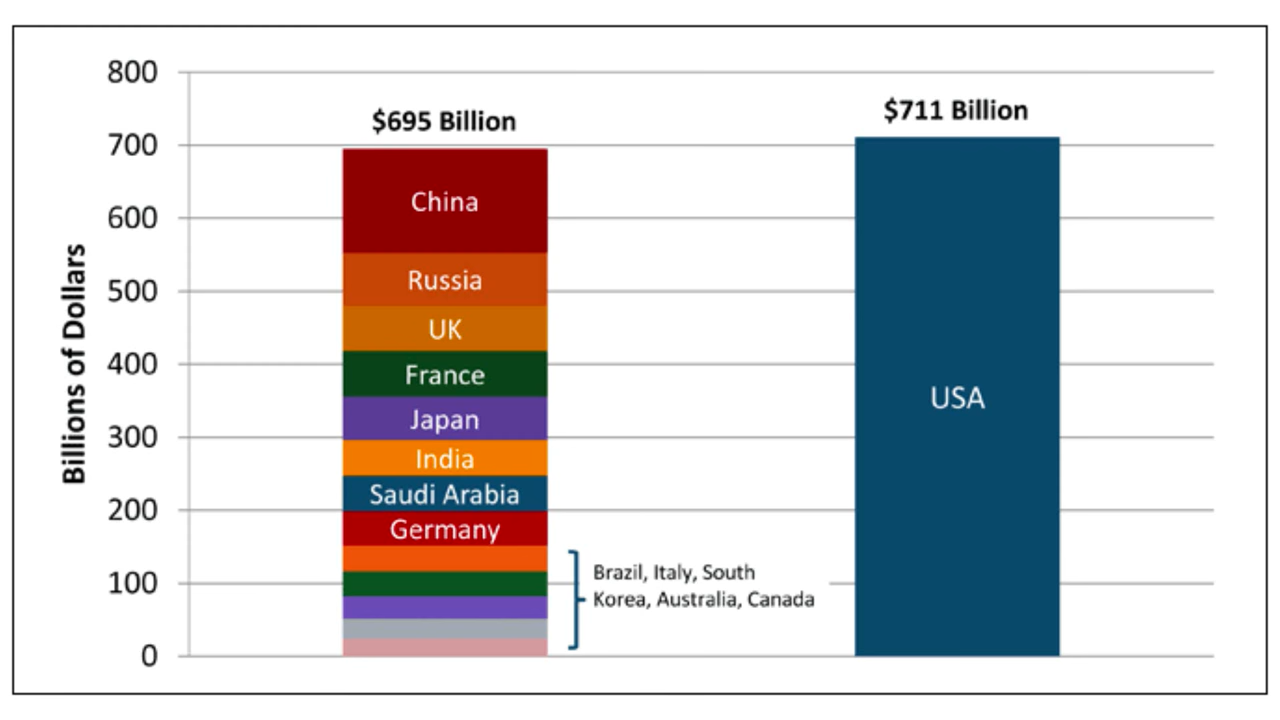 800
700
600
500
400
300
200
100
0
Billions of Dollars
$695 Billion
China
Russia
UK
France
Japan
India
Saudi Arabia
Germany
Brazil, Italy, South
Korea, Australia, Canada
$711 Billion
USA